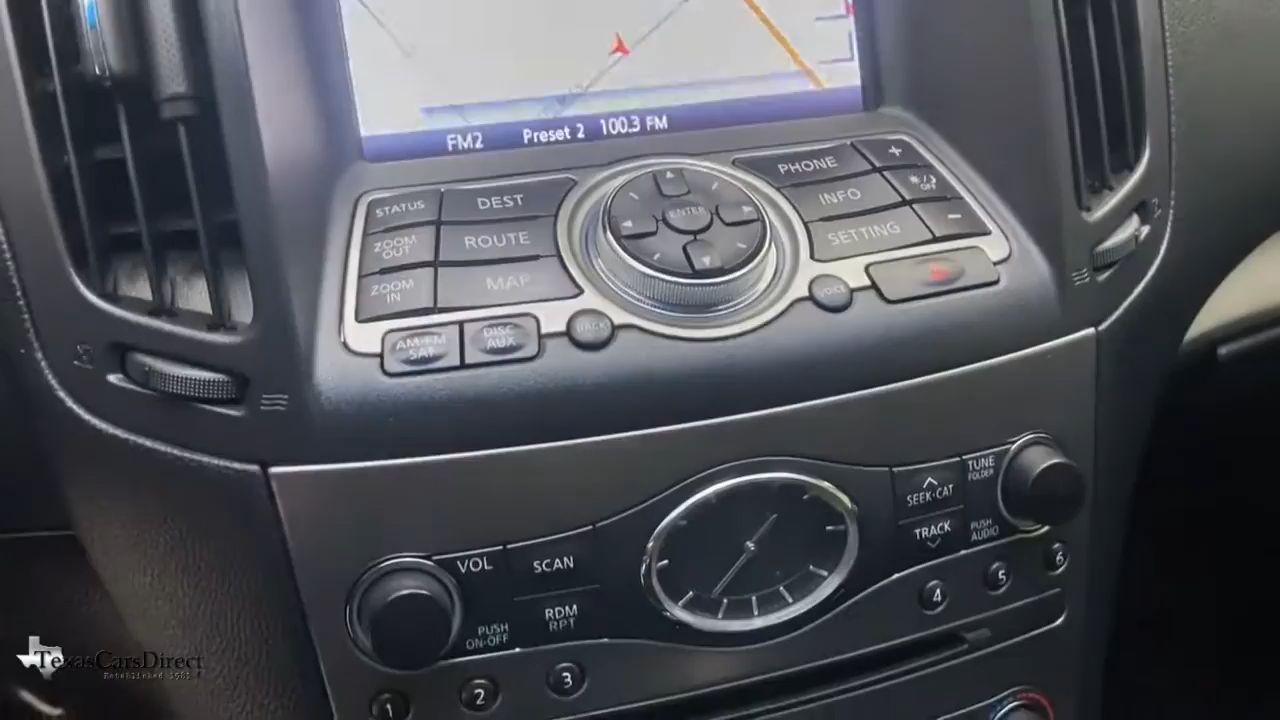 FM2 Preset 2 100.3 FM
STATUS
DEST
ZOOM
OUT
ROUTE
ZOOM
IN
MAP
AM·FM
SAT
DISC
AUX
BACK
ENTER
PHONE
+
INFO
OFF
SETTING
-
VOICE
VOL
SCAN
PUSH
ON·OFF
RDM
RPT
SEEK·CAT
TRACK
TUNE
FOLDER
PUSH
AUDIO
1
2
3
4
5
6
TexasCarsDirect
Established 1981